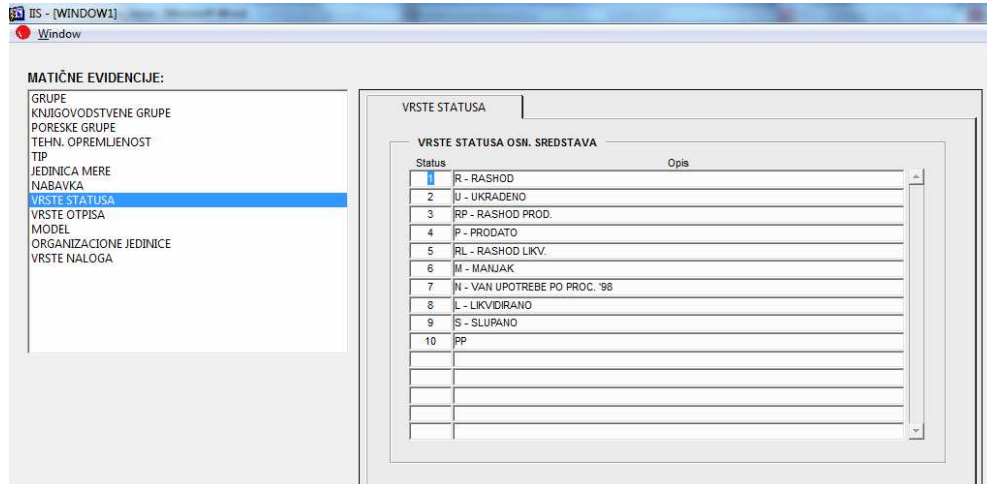 IIS - [WINDOW1]
Window
MATIČNE EVIDENCIJE:
GRUPE
KNJIGOVODSTVENE GRUPE
PORESKE GRUPE
TEHN. OPREMLJENOST
TIP
JEDINICA MERE
NABAVKA
VRSTE STATUSA
VRSTE OTPISA
MODEL
ORGANIZACIONE JEDINICE
VRSTE NALOGA
VRSTE STATUSA
VRSTE STATUSA OSN. SREDSTAVA
Status Opis
1 R - RASHOD
2 U - UKRADENO
3 RP - RASHOD PROD.
4 P - PRODATO
5 RL - RASHOD LIKV.
6 M - MANJAK
7 N - VAN UPOTREBE PO PROC. '98
8 L - LIKVIDIRANO
9 S - SLUPANO
10 PP